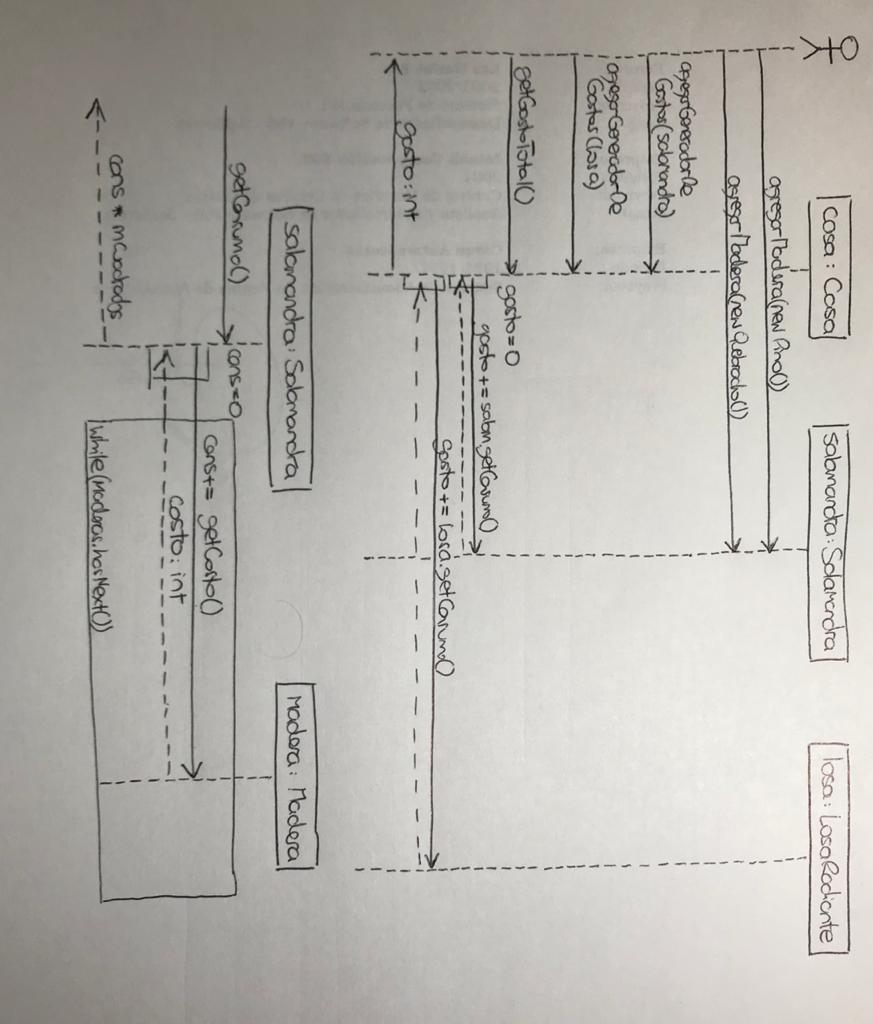 casa : Casa
salamandra : Salamandra
losa : LosaRadiante
agregarMadera(new Pino())
agregarMadera(new Quebracho())
agregarGeneradorDe
Gastos(salamandra)
agregarGeneradorDe
Gastos(losa)
getGastoTotal()
gasto=0
gasto += salam.getConsumo()
gasto += losa.getConsumo()
gasto : int
salamandra : Salamandra
madera : Madera
getConsumo()
cons=0
cons+= getCosto()
costo : int
cons * mCuadrados
while(maderas.hasNext())